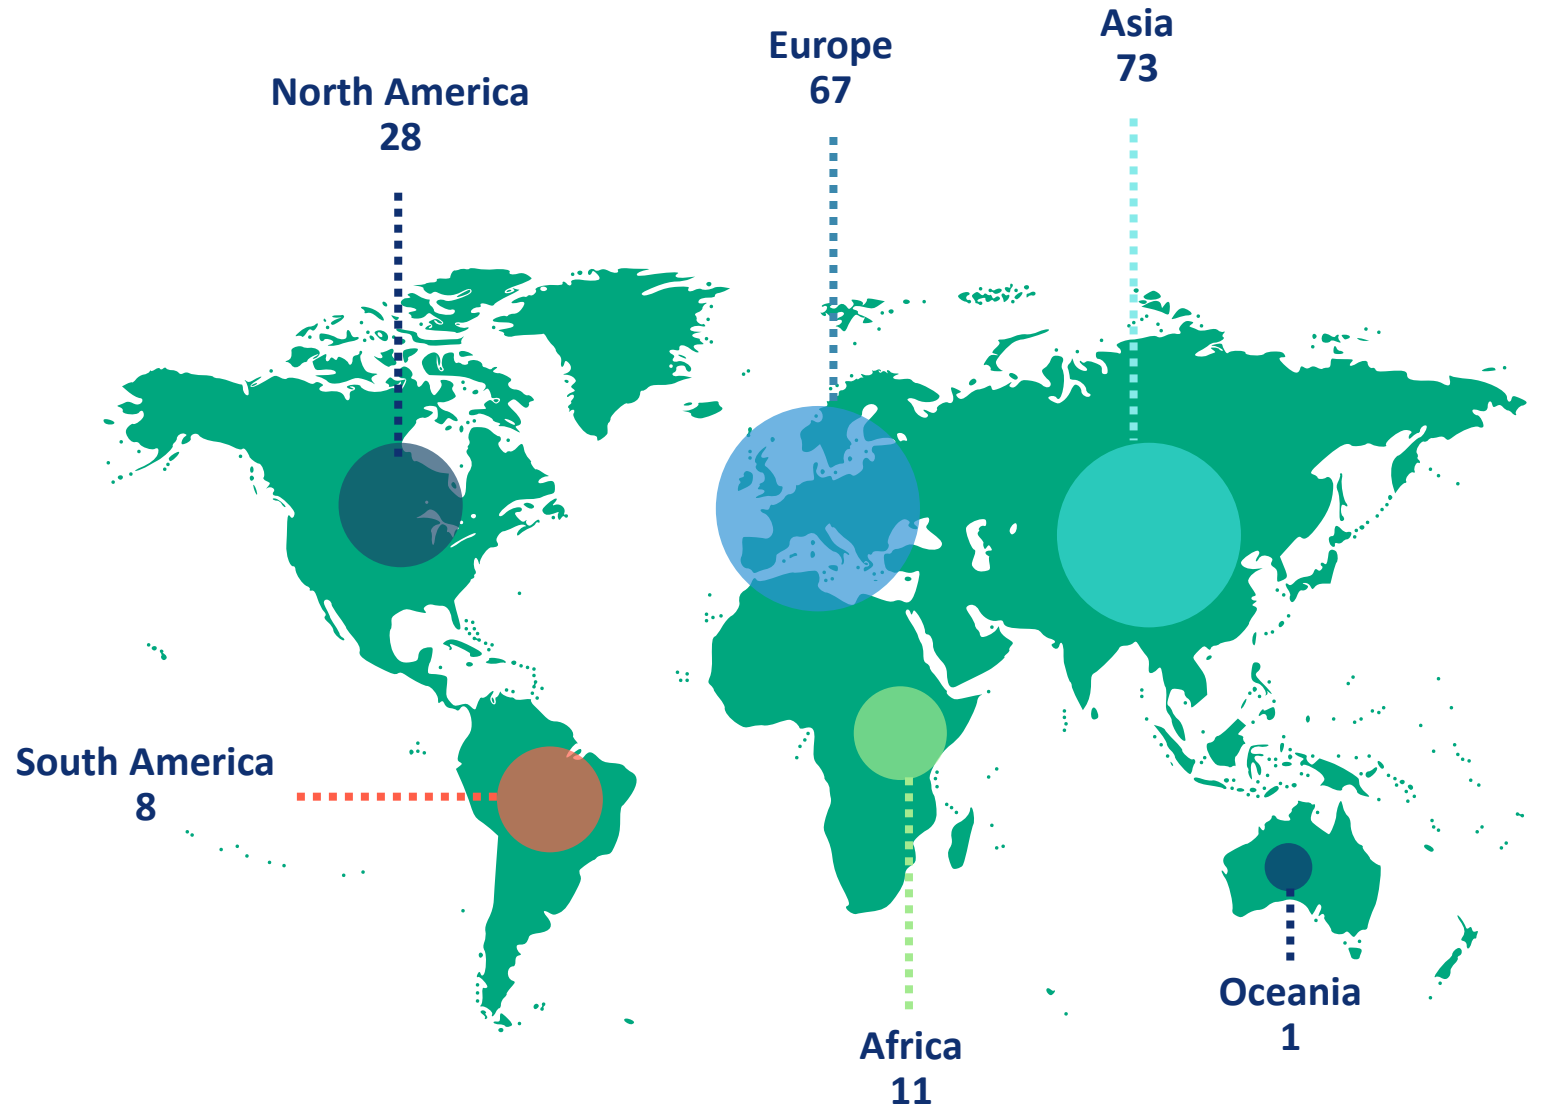 Asia
73
Europe
67
North America
28
South America
8
Oceania
1
Africa
11